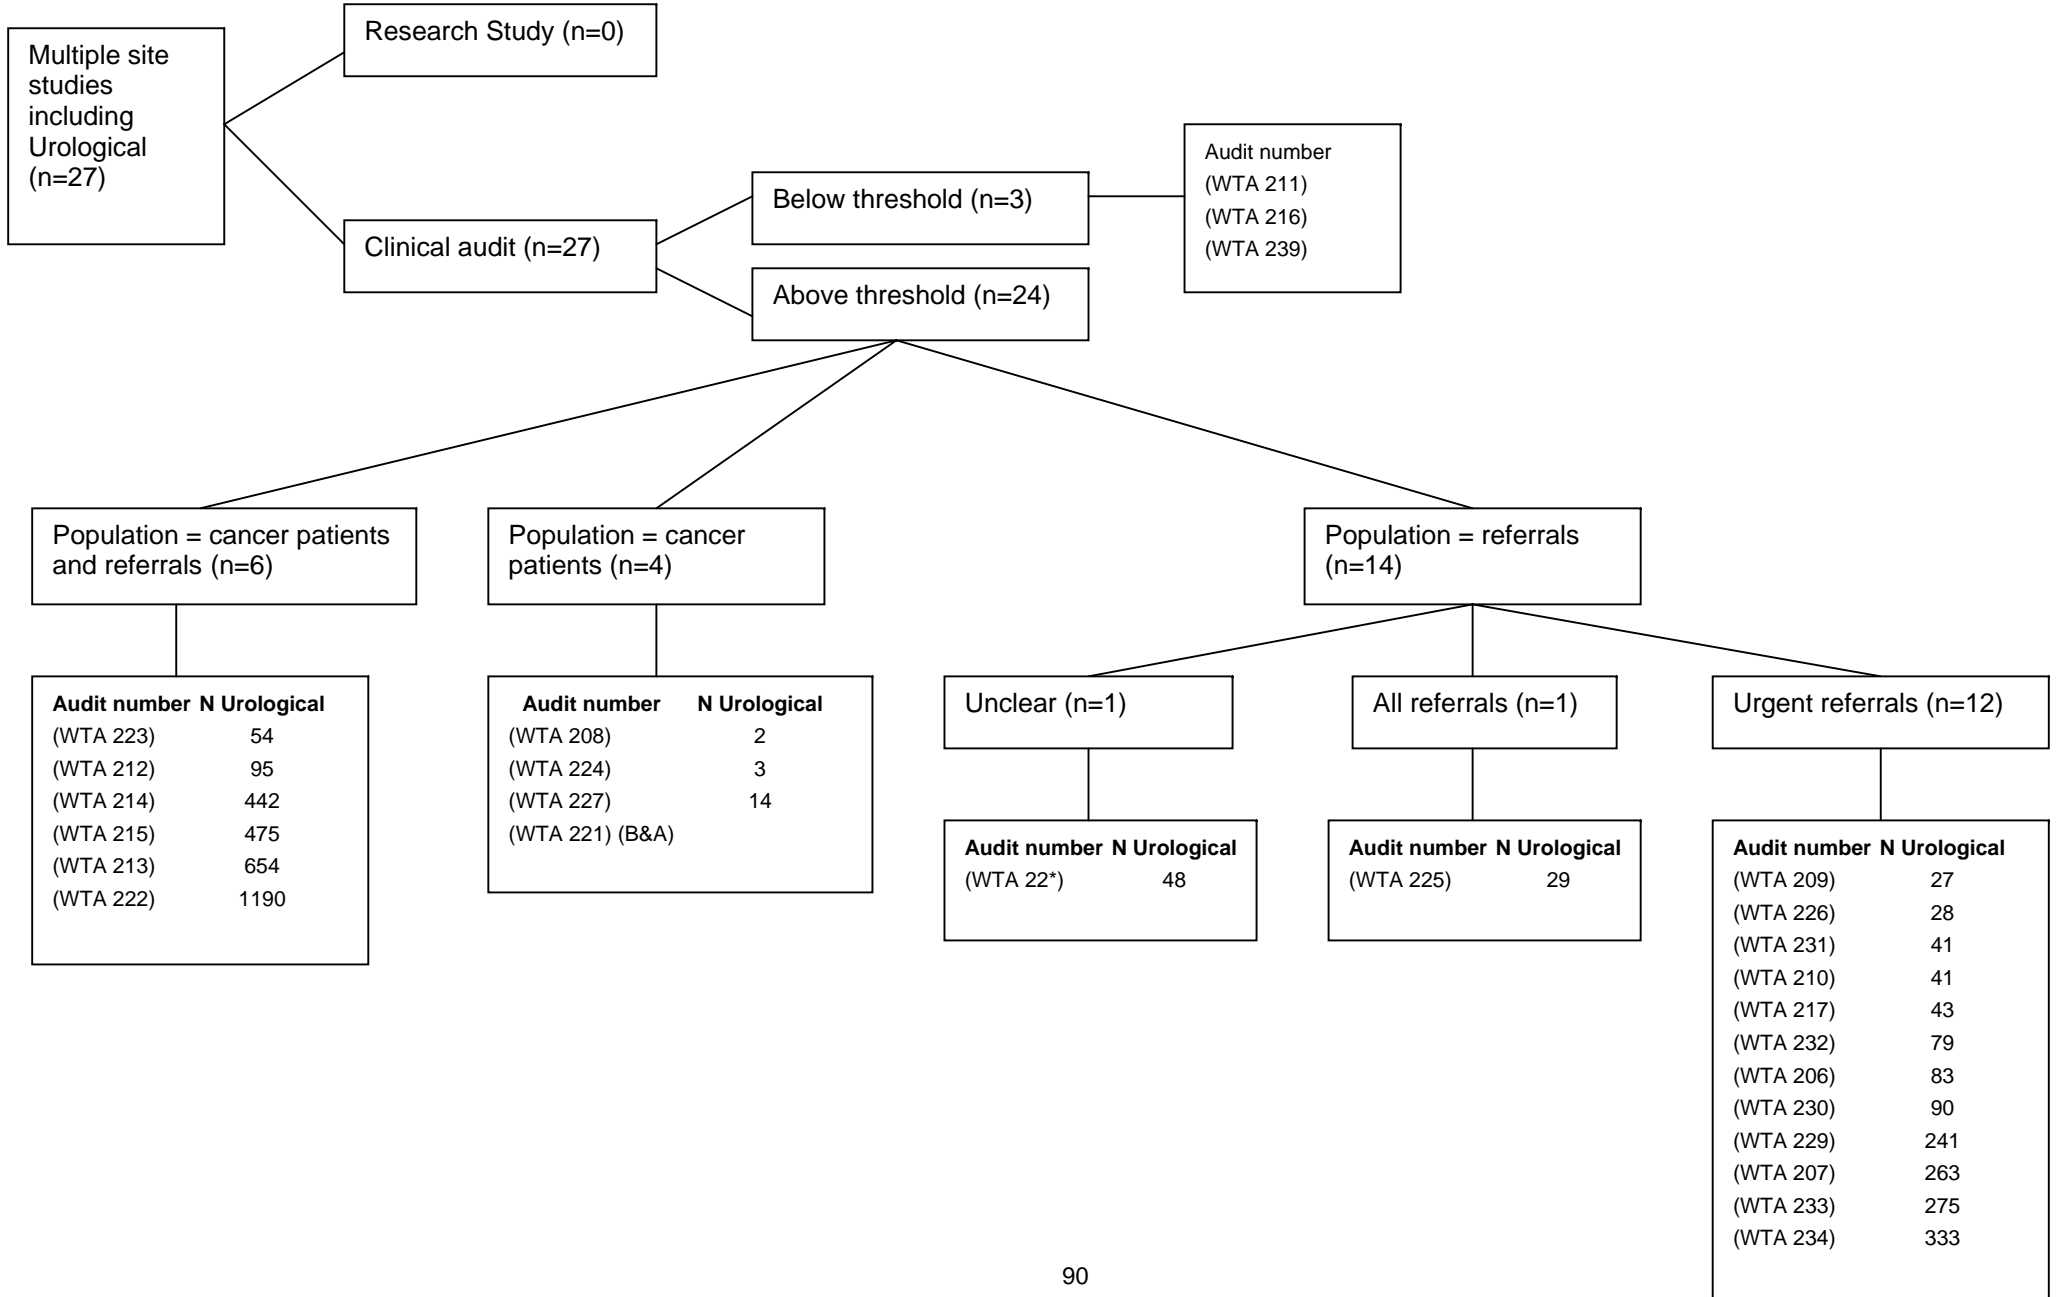 Research Study (n=0)
Multiple site
studies
including
Urological
(n=27)
Clinical audit (n=27)
Below threshold (n=3)
Above threshold (n=24)
Audit number
(WTA 211)
(WTA 216)
(WTA 239)
Population = cancer patients
and referrals (n=6)
Population = cancer
patients (n=4)
Population = referrals
(n=14)
Audit number N Urological
(WTA 223) 54
(WTA 212) 95
(WTA 214) 442
(WTA 215) 475
(WTA 213) 654
(WTA 222) 1190
Audit number N Urological
(WTA 208) 2
(WTA 224) 3
(WTA 227) 14
(WTA 221) (B&A)
Unclear (n=1)
All referrals (n=1)
Urgent referrals (n=12)
Audit number N Urological
(WTA 22*) 48
Audit number N Urological
(WTA 225) 29
Audit number N Urological
(WTA 209) 27
(WTA 226) 28
(WTA 231) 41
(WTA 210) 41
(WTA 217) 43
(WTA 232) 79
(WTA 206) 83
(WTA 230) 90
(WTA 229) 241
(WTA 207) 263
(WTA 233) 275
(WTA 234) 333
90